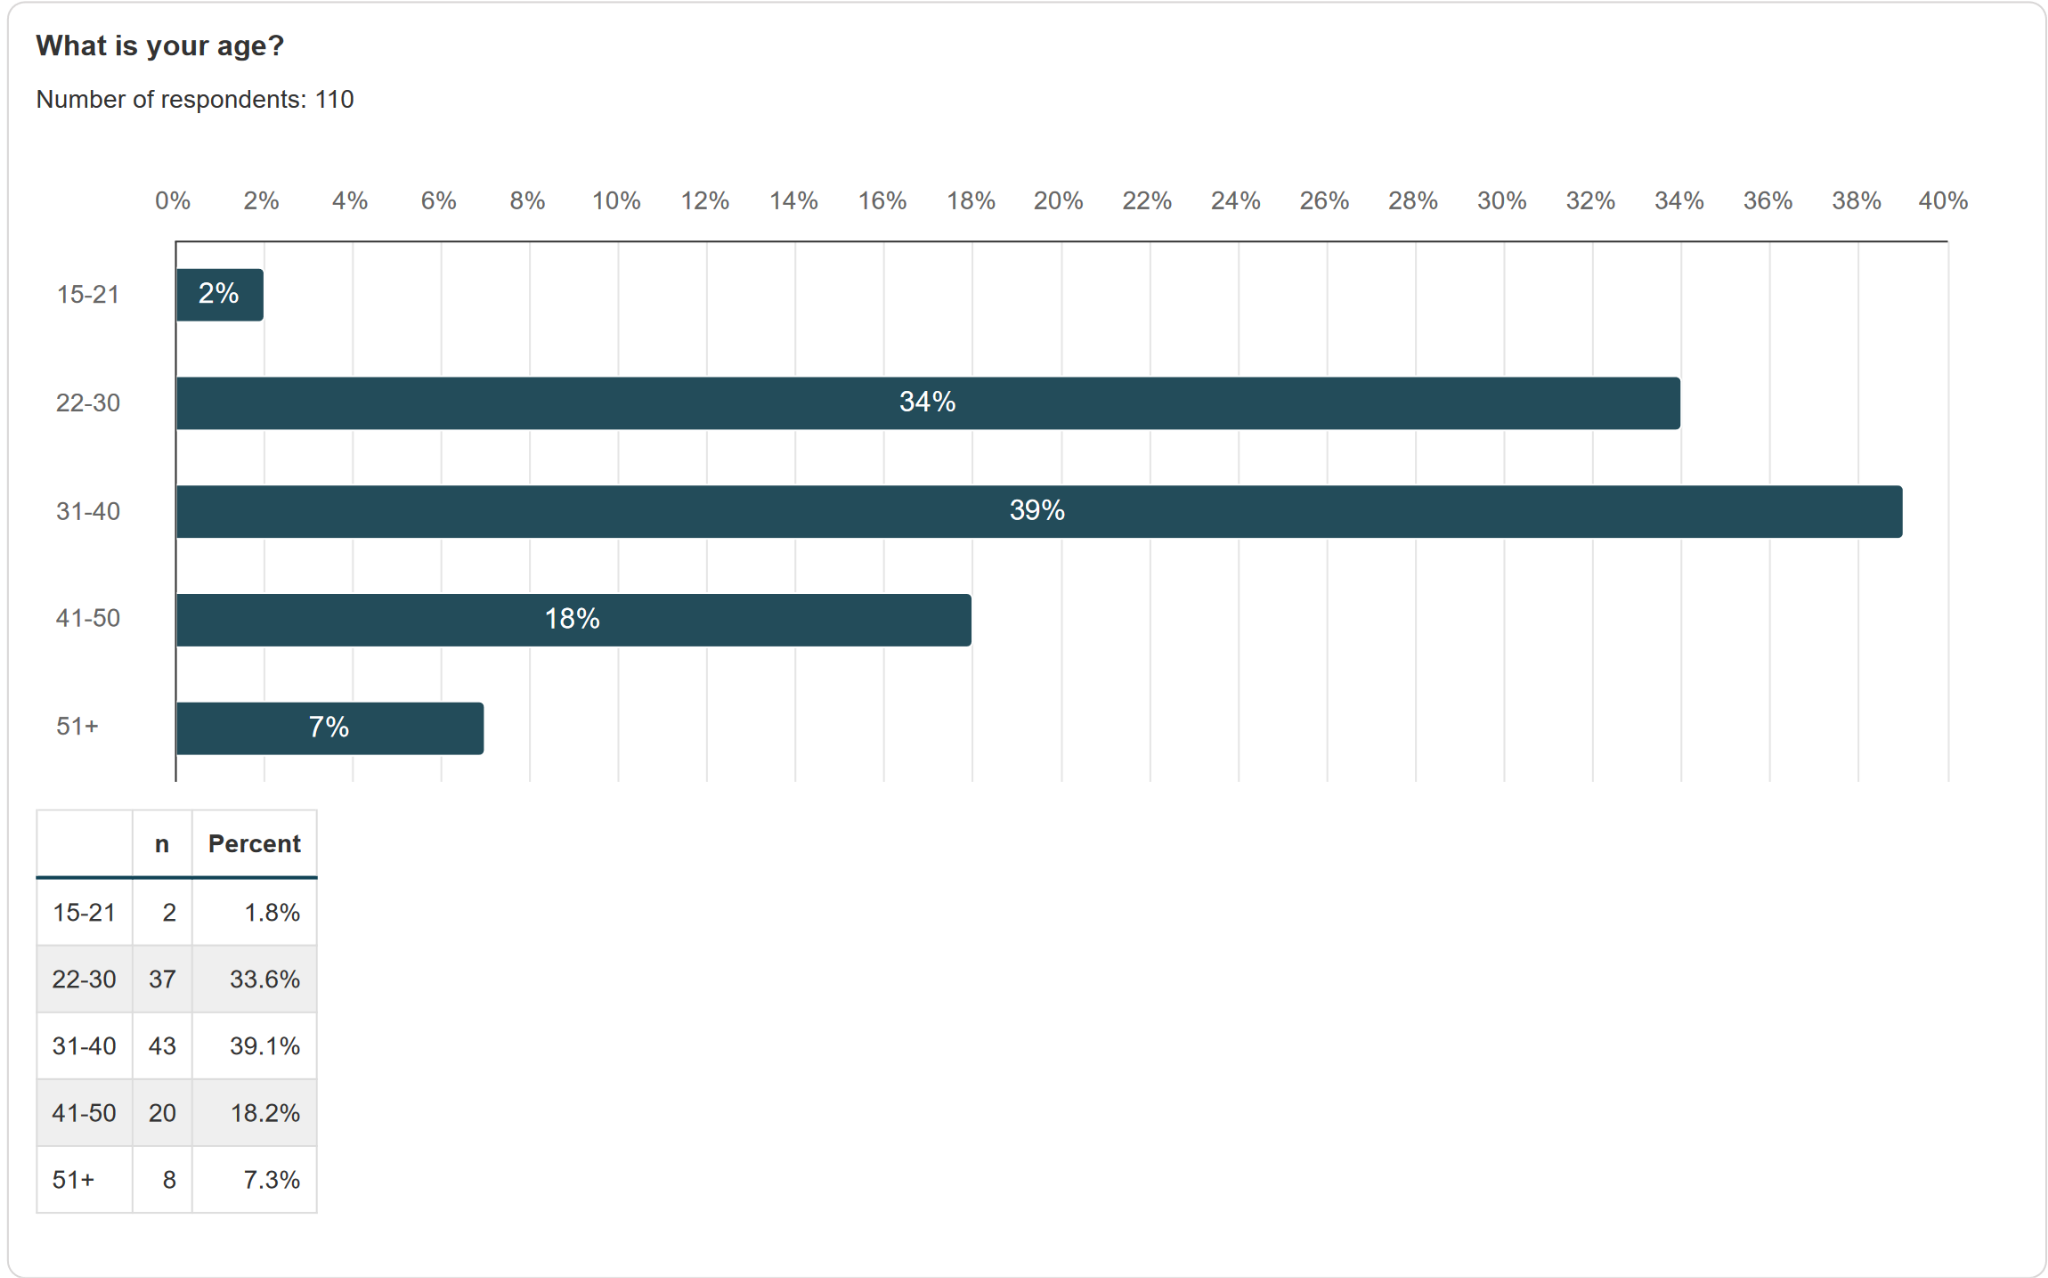 What is your age?
Number of respondents: 110
0% 2% 4% 6% 8% 10% 12% 14% 16% 18% 20% 22% 24% 26% 28% 30% 32% 34% 36% 38% 40%
15-21 2%
22-30 34%
31-40 39%
41-50 18%
51+ 7%
n Percent
15-21 2 1.8%
22-30 37 33.6%
31-40 43 39.1%
41-50 20 18.2%
51+ 8 7.3%